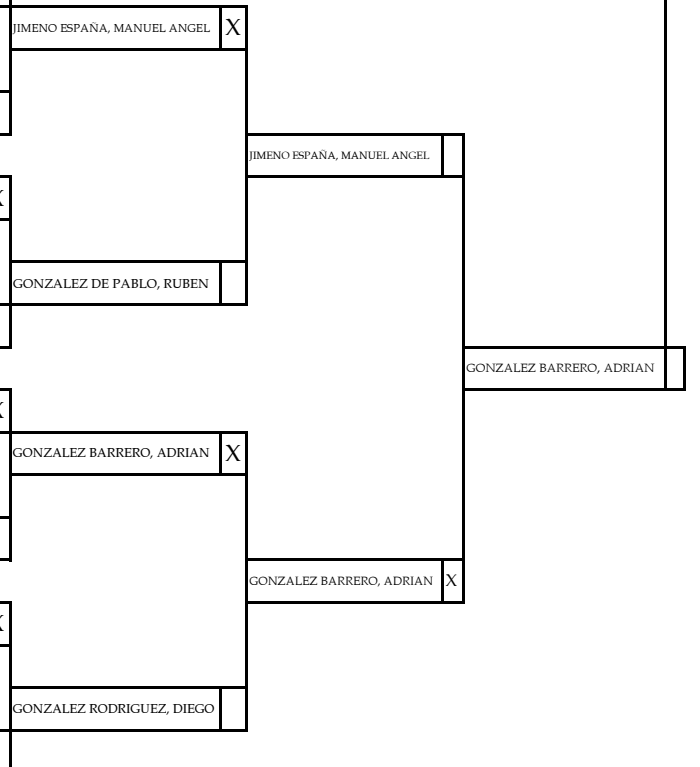 JIMENO ESPAÑA, MANUEL ANGEL X
JIMENO ESPAÑA, MANUEL ANGEL
X
GONZALEZ DE PABLO, RUBEN
GONZALEZ BARRERO, ADRIAN
X
GONZALEZ BARRERO, ADRIAN X
GONZALEZ BARRERO, ADRIAN X
X
GONZALEZ RODRIGUEZ, DIEGO